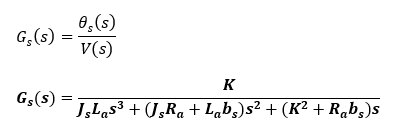 G_s(s) = θ_s(s) / V(s)
G_s(s) = K / (J_s L_a s^3 + (J_s R_a + L_a b_s)s^2 + (K^2 + R_a b_s)s)